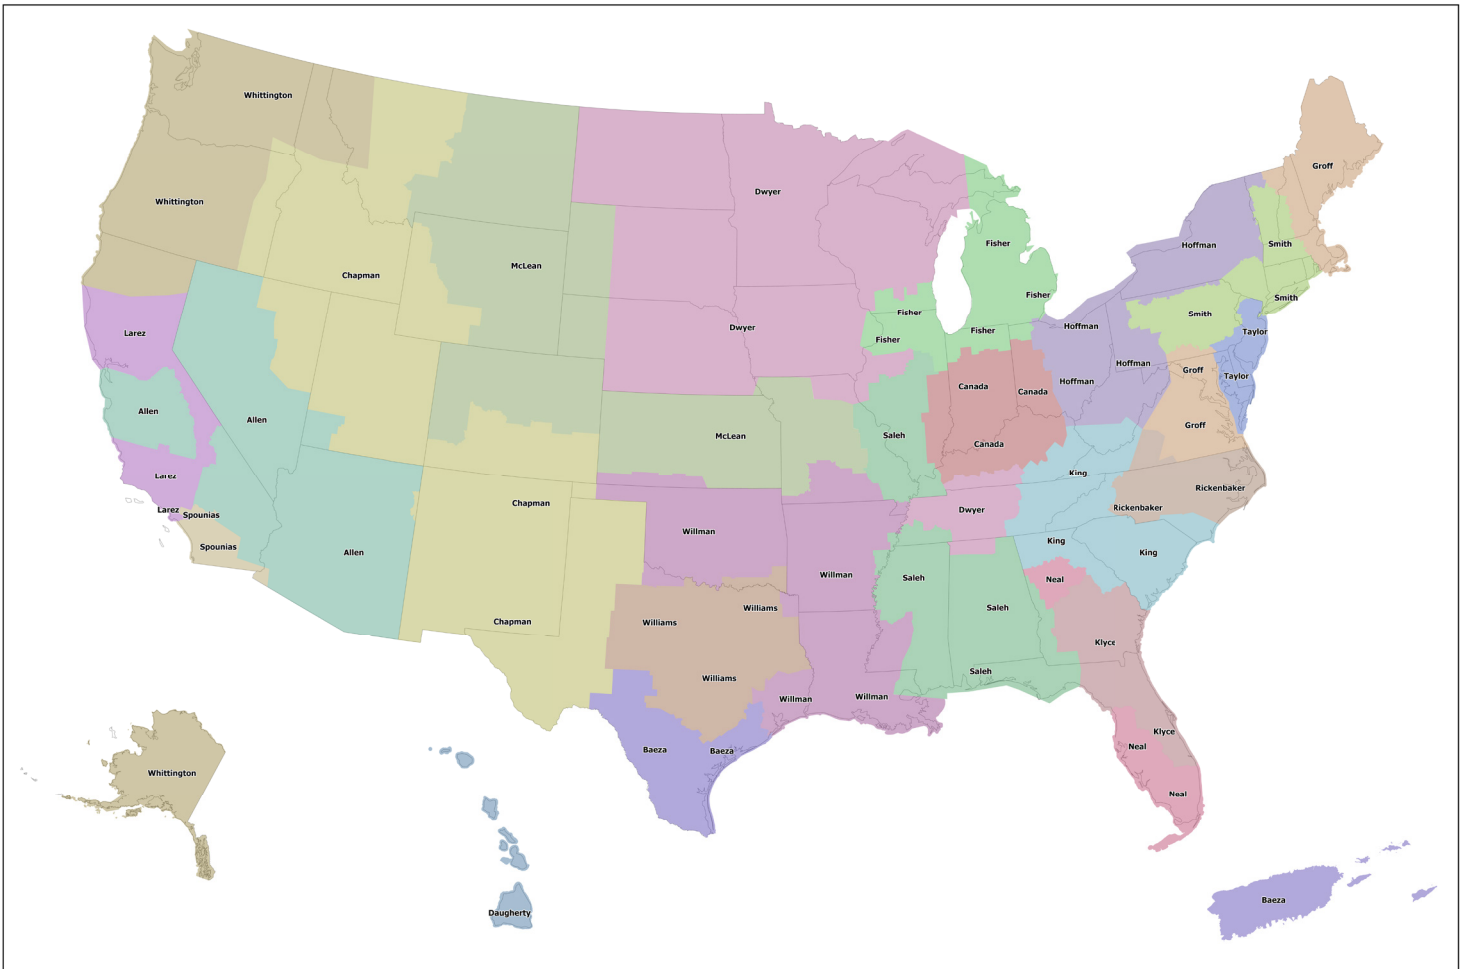 Whittington
Groff
Dwyer
Whittington
Fisher
Hoffman
Smith
McLean
Chapman
Fisher
Smith
Fisher
Smith
Hoffman
Dwyer
Fisher
Taylor
Larez
Fisher
Hoffman
Groff
Taylor
Hoffman
Canada
Canada
Allen
Allen
Groff
Saleh
McLean
Canada
King
Larez
Rickenbaker
Chapman
Rickenbaker
Dwyer
Larez
Spounias
Willman
King
Spounias
Allen
King
Willman
Saleh
Neal
Williams
Saleh
Chapman
Williams
Klyce
Saleh
Williams
Willman
Willman
Klyce
Neal
Baeza
Baeza
Whittington
Neal
Baeza
Daugherty